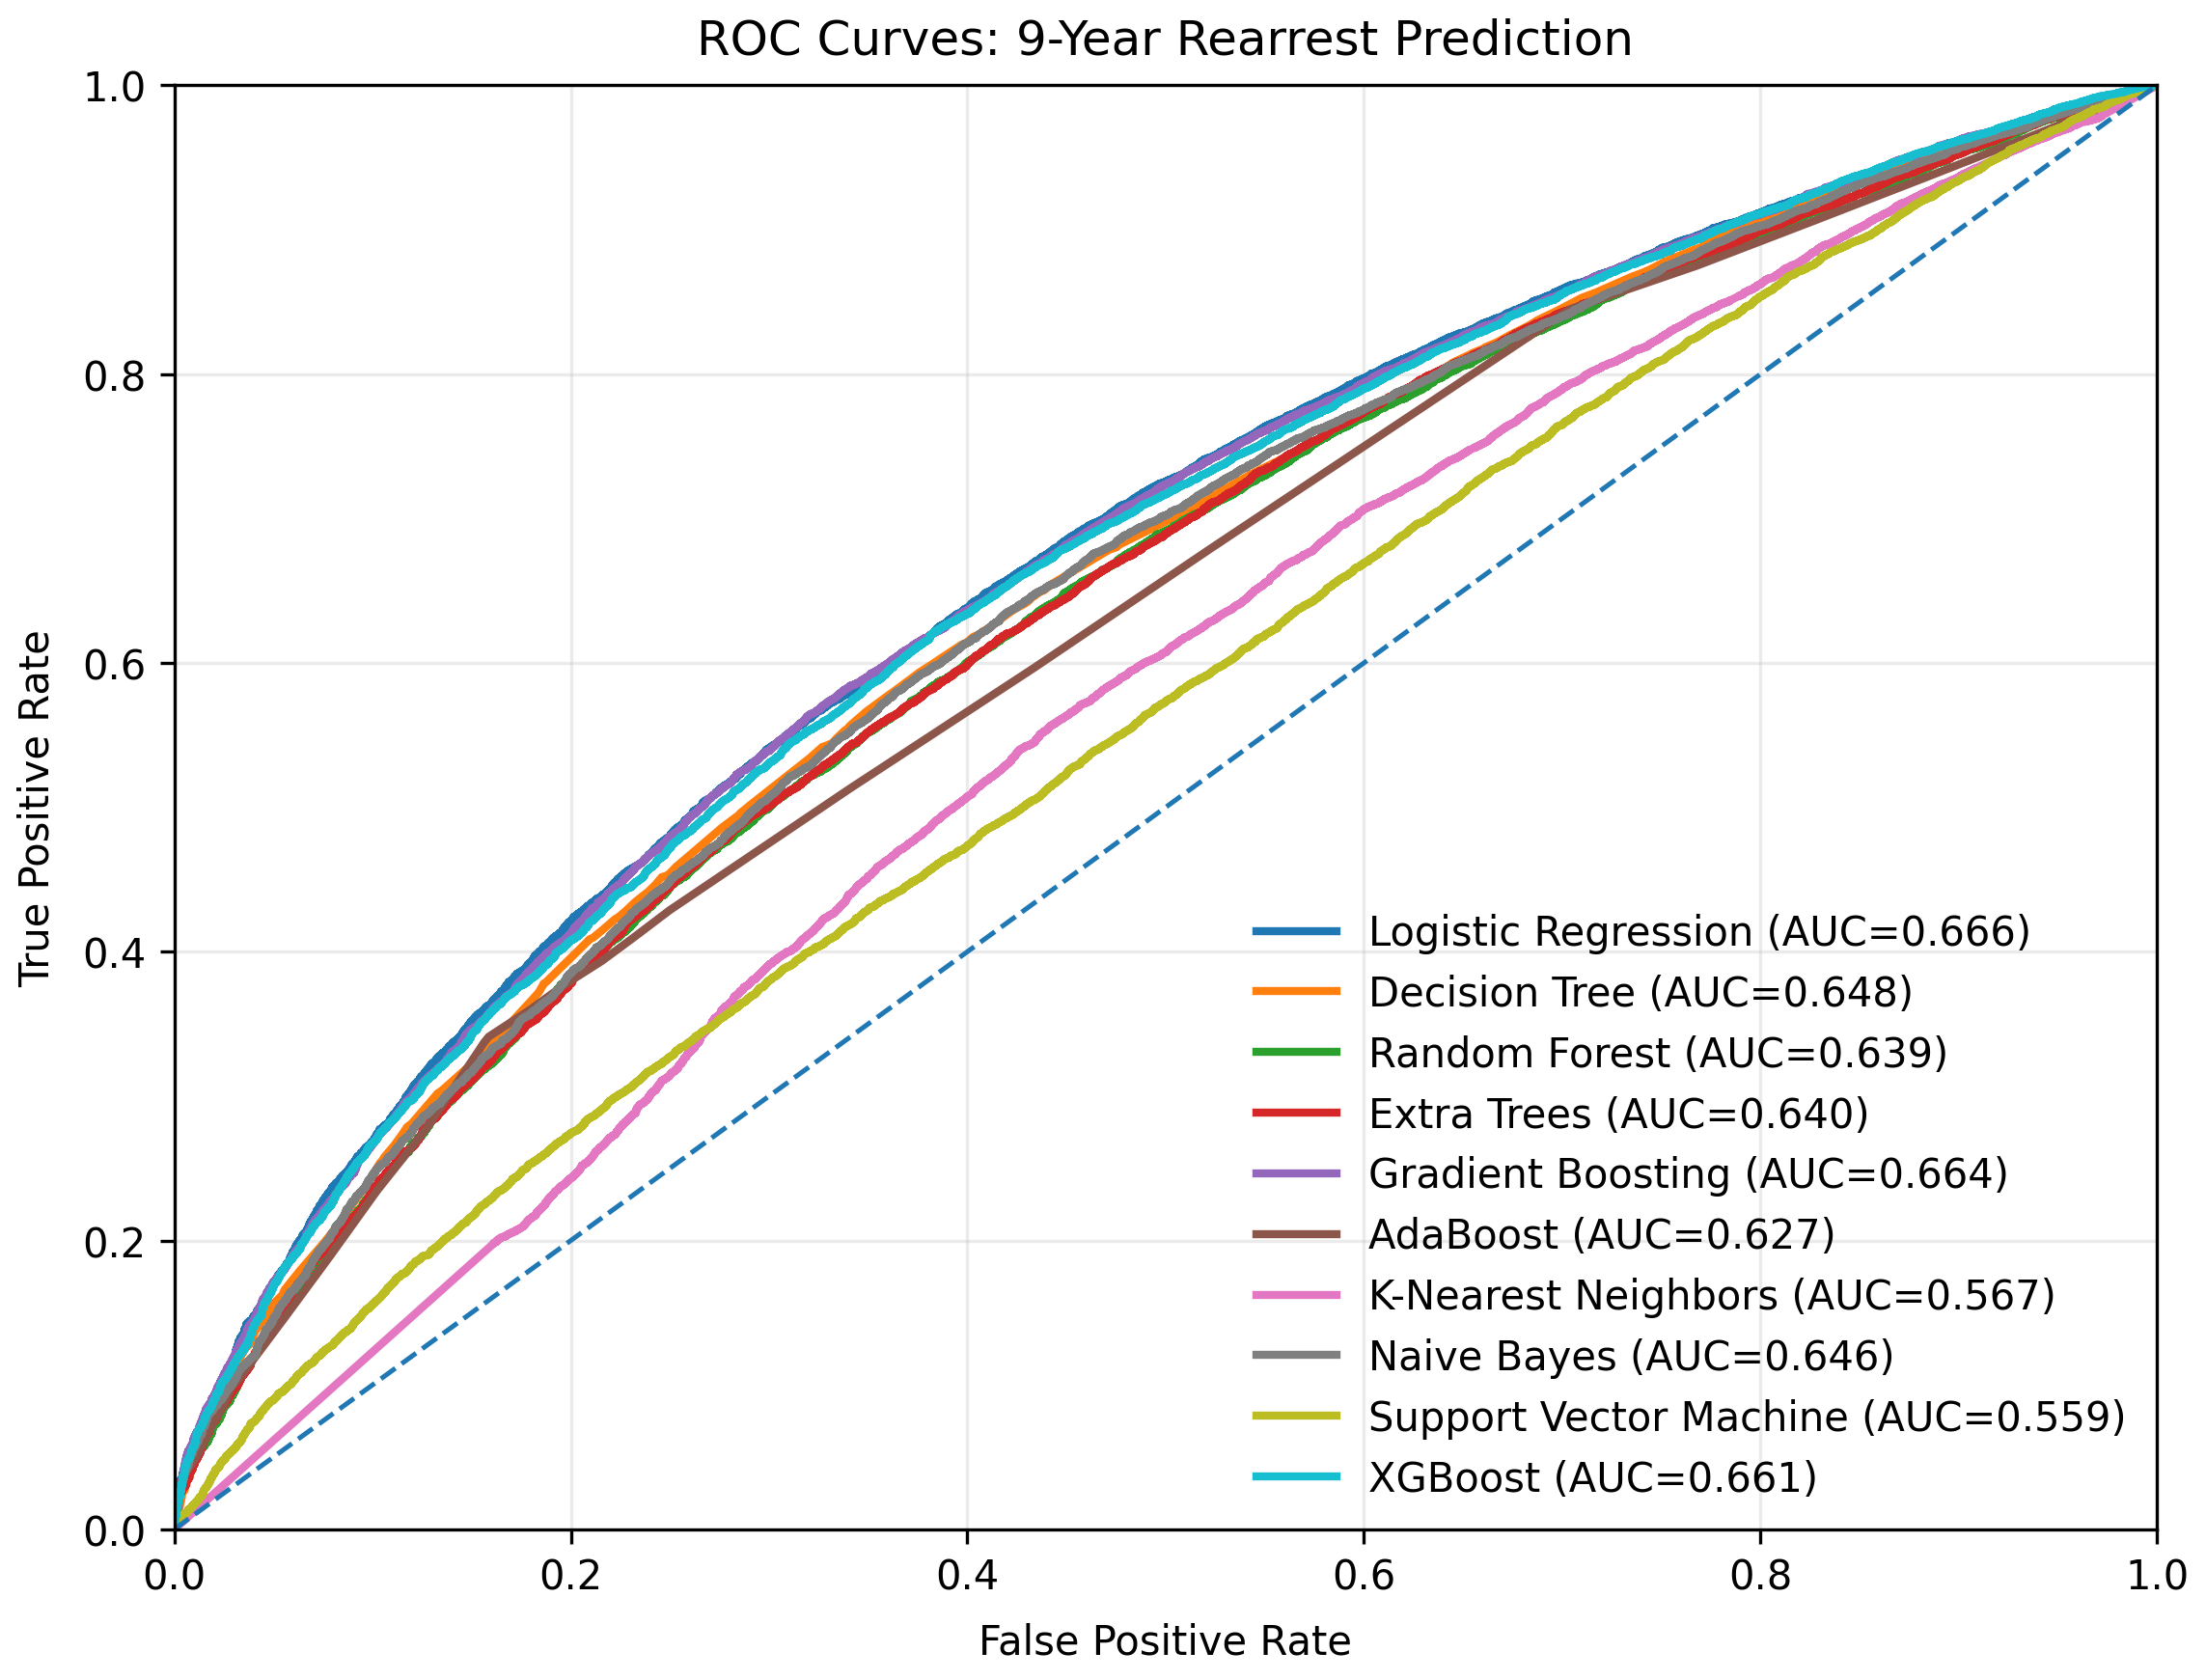 ROC Curves: 9-Year Rearrest Prediction
1.0
0.8
0.6
0.4
0.2
0.0
True Positive Rate
Logistic Regression (AUC=0.666)
Decision Tree (AUC=0.648)
Random Forest (AUC=0.639)
Extra Trees (AUC=0.640)
Gradient Boosting (AUC=0.664)
AdaBoost (AUC=0.627)
K-Nearest Neighbors (AUC=0.567)
Naive Bayes (AUC=0.646)
Support Vector Machine (AUC=0.559)
XGBoost (AUC=0.661)
0.0 0.2 0.4 0.6 0.8 1.0
False Positive Rate